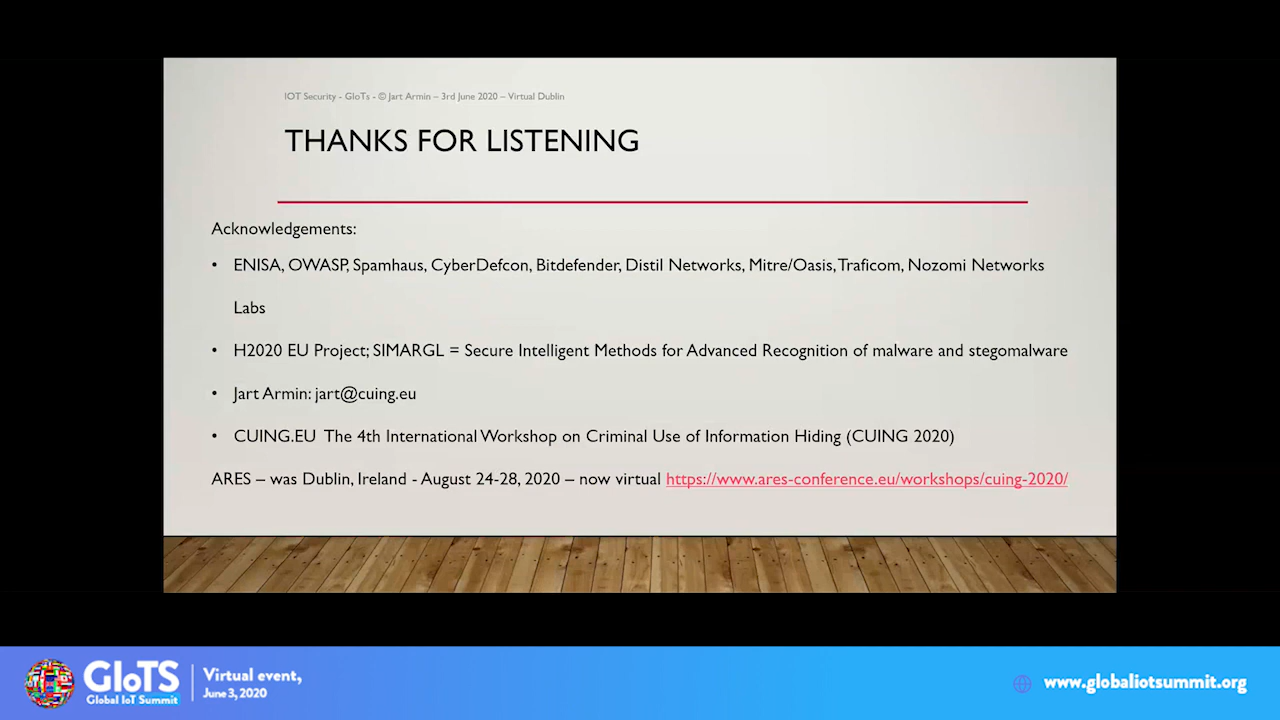 IOT Security - GIoTs - © Jart Armin – 3rd June 2020 – Virtual Dublin
THANKS FOR LISTENING
Acknowledgements:
• ENISA, OWASP, Spamhaus, CyberDefcon, Bitdefender, Distil Networks, Mitre/Oasis, Traficom, Nozomi Networks
Labs
• H2020 EU Project; SIMARGL = Secure Intelligent Methods for Advanced Recognition of malware and stegomalware
• Jart Armin: jart@cuing.eu
• CUING.EU The 4th International Workshop on Criminal Use of Information Hiding (CUING 2020)
ARES – was Dublin, Ireland - August 24-28, 2020 – now virtual https://www.ares-conference.eu/workshops/cuing-2020/
GIoTS
Global IoT Summit
Virtual event,
June 3, 2020
www.globaliotsummit.org